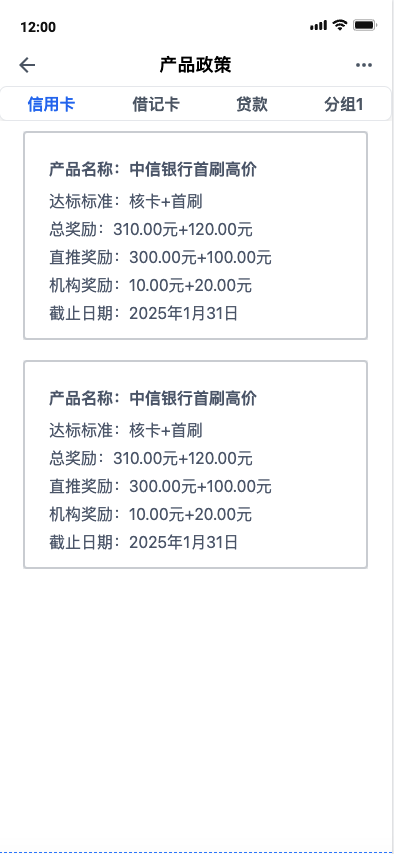 12:00
产品政策
信用卡 借记卡 贷款 分组1
产品名称：中信银行首刷高价
达标标准：核卡+首刷
总奖励：310.00元+120.00元
直推奖励：300.00元+100.00元
机构奖励：10.00元+20.00元
截止日期：2025年1月31日
产品名称：中信银行首刷高价
达标标准：核卡+首刷
总奖励：310.00元+120.00元
直推奖励：300.00元+100.00元
机构奖励：10.00元+20.00元
截止日期：2025年1月31日